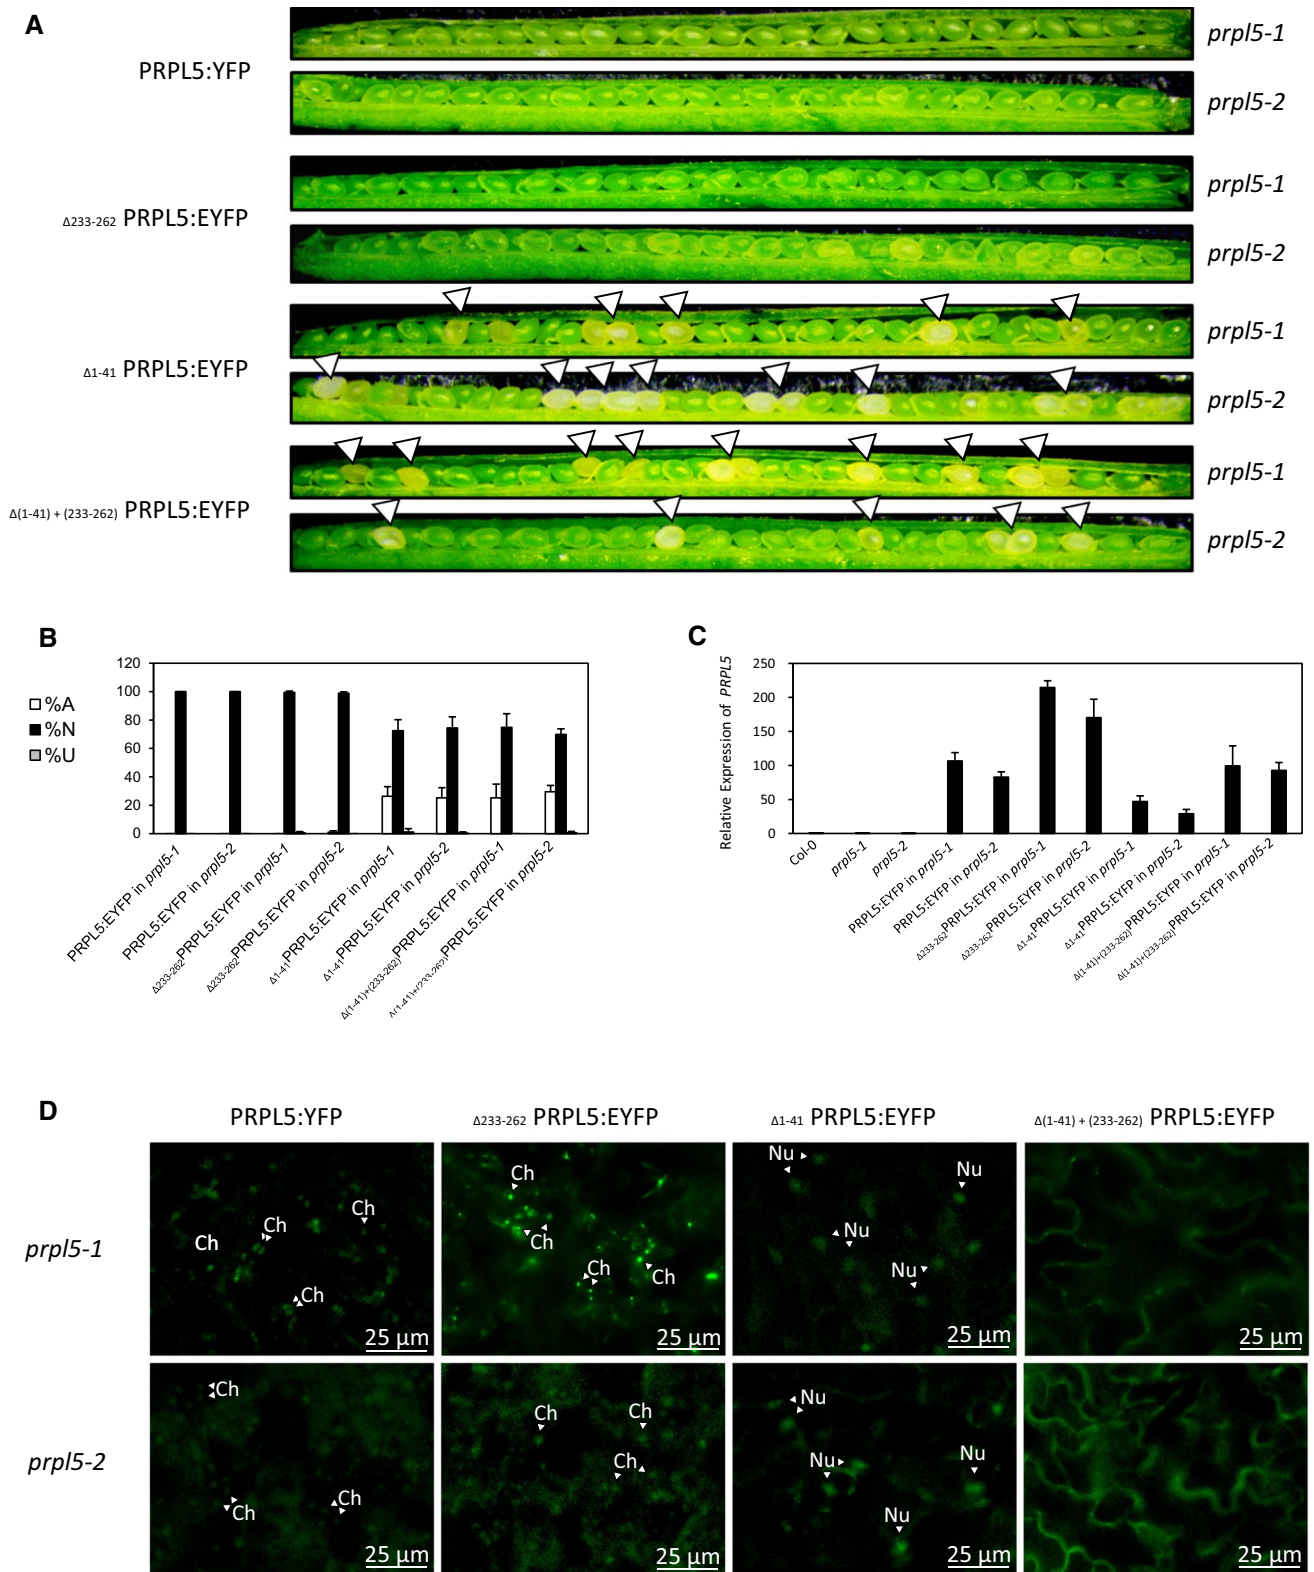 A
PRPL5:YFP
prpl5-1
prpl5-2
Δ233-262 PRPL5:EYFP
prpl5-1
prpl5-2
Δ1-41 PRPL5:EYFP
prpl5-1
prpl5-2
Δ(1-41) + (233-262) PRPL5:EYFP
prpl5-1
prpl5-2
B
%A
%N
%U
120
100
80
60
40
20
0
PRPL5:EYFP in prpl5-1
PRPL5:EYFP in prpl5-2
Δ233-262PRPL5:EYFP in prpl5-1
Δ233-262PRPL5:EYFP in prpl5-2
Δ1-41PRPL5:EYFP in prpl5-1
Δ1-41PRPL5:EYFP in prpl5-2
Δ(1-41)+(233-262)PRPL5:EYFP in prpl5-1
Δ(1-41)+(233-262)PRPL5:EYFP in prpl5-2
C
Relative Expression of PRPL5
250
200
150
100
50
0
Col-0
prpl5-1
prpl5-2
PRPL5:EYFP in prpl5-1
PRPL5:EYFP in prpl5-2
Δ233-262PRPL5:EYFP in prpl5-1
Δ233-262PRPL5:EYFP in prpl5-2
Δ1-41PRPL5:EYFP in prpl5-1
Δ1-41PRPL5:EYFP in prpl5-2
Δ(1-41)+(233-262)PRPL5:EYFP in prpl5-1
Δ(1-41)+(233-262)PRPL5:EYFP in prpl5-2
D
PRPL5:YFP
Δ233-262 PRPL5:EYFP
Δ1-41 PRPL5:EYFP
Δ(1-41) + (233-262) PRPL5:EYFP
prpl5-1
Ch
Ch
Ch
Ch
25 µm
Ch
Ch
Ch
Ch
25 µm
Nu
Nu
Nu
Nu
25 µm
25 µm
prpl5-2
Ch
Ch
Ch
25 µm
Ch
Ch
Ch
25 µm
Nu
Nu
Nu
Nu
25 µm
25 µm